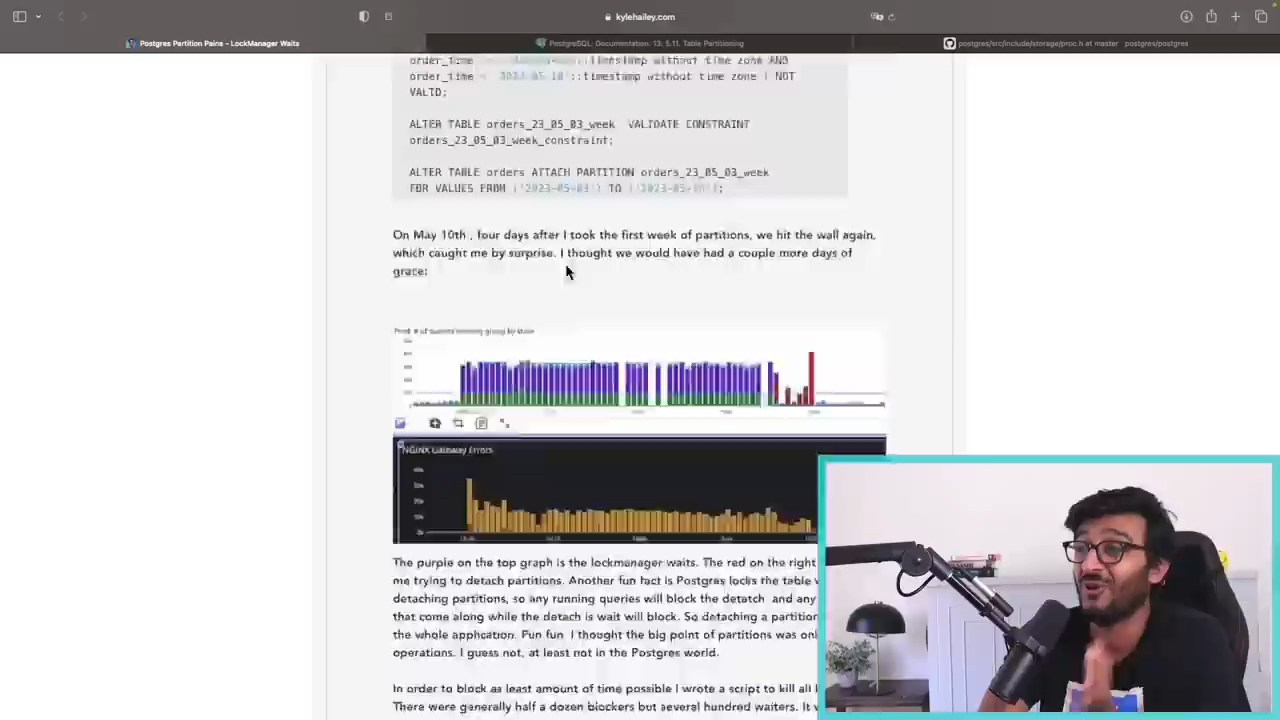 kylehailey.com
Postgres Partition Pains - LockManager Waits
PostgreSQL: Documentation: 13: 5.11. Table Partitioning
postgres/src/include/storage/proc.h at master · postgres/postgres
order_time ::timestamp without time zone AND
order_time ::timestamp without time zone ) NOT
VALID;
ALTER TABLE orders_23_05_03_week VALIDATE CONSTRAINT
orders_23_05_03_week_constraint;
ALTER TABLE orders ATTACH PARTITION orders_23_05_03_week
FOR VALUES FROM ('2023-05-03') TO ('2023-05-10');
On May 10th , four days after I took the first week of partitions, we hit the wall again,
which caught me by surprise. I thought we would have had a couple more days of
grace:
NGINX Gateway Errors
The purple on the top graph is the lockmanager waits. The red on the right
me trying to detach partitions. Another fun fact is Postgres locks the table
detaching partitions, so any running queries will block the detatch and any
that come along while the detach is wait will block. So detaching a partition
the whole application. Fun fun I thought the big point of partitions was
operations. I guess not, at least not in the Postgres world.
In order to block as least amount of time possible I wrote a script to kill all
There were generally half a dozen blockers but several hundred waiters. It